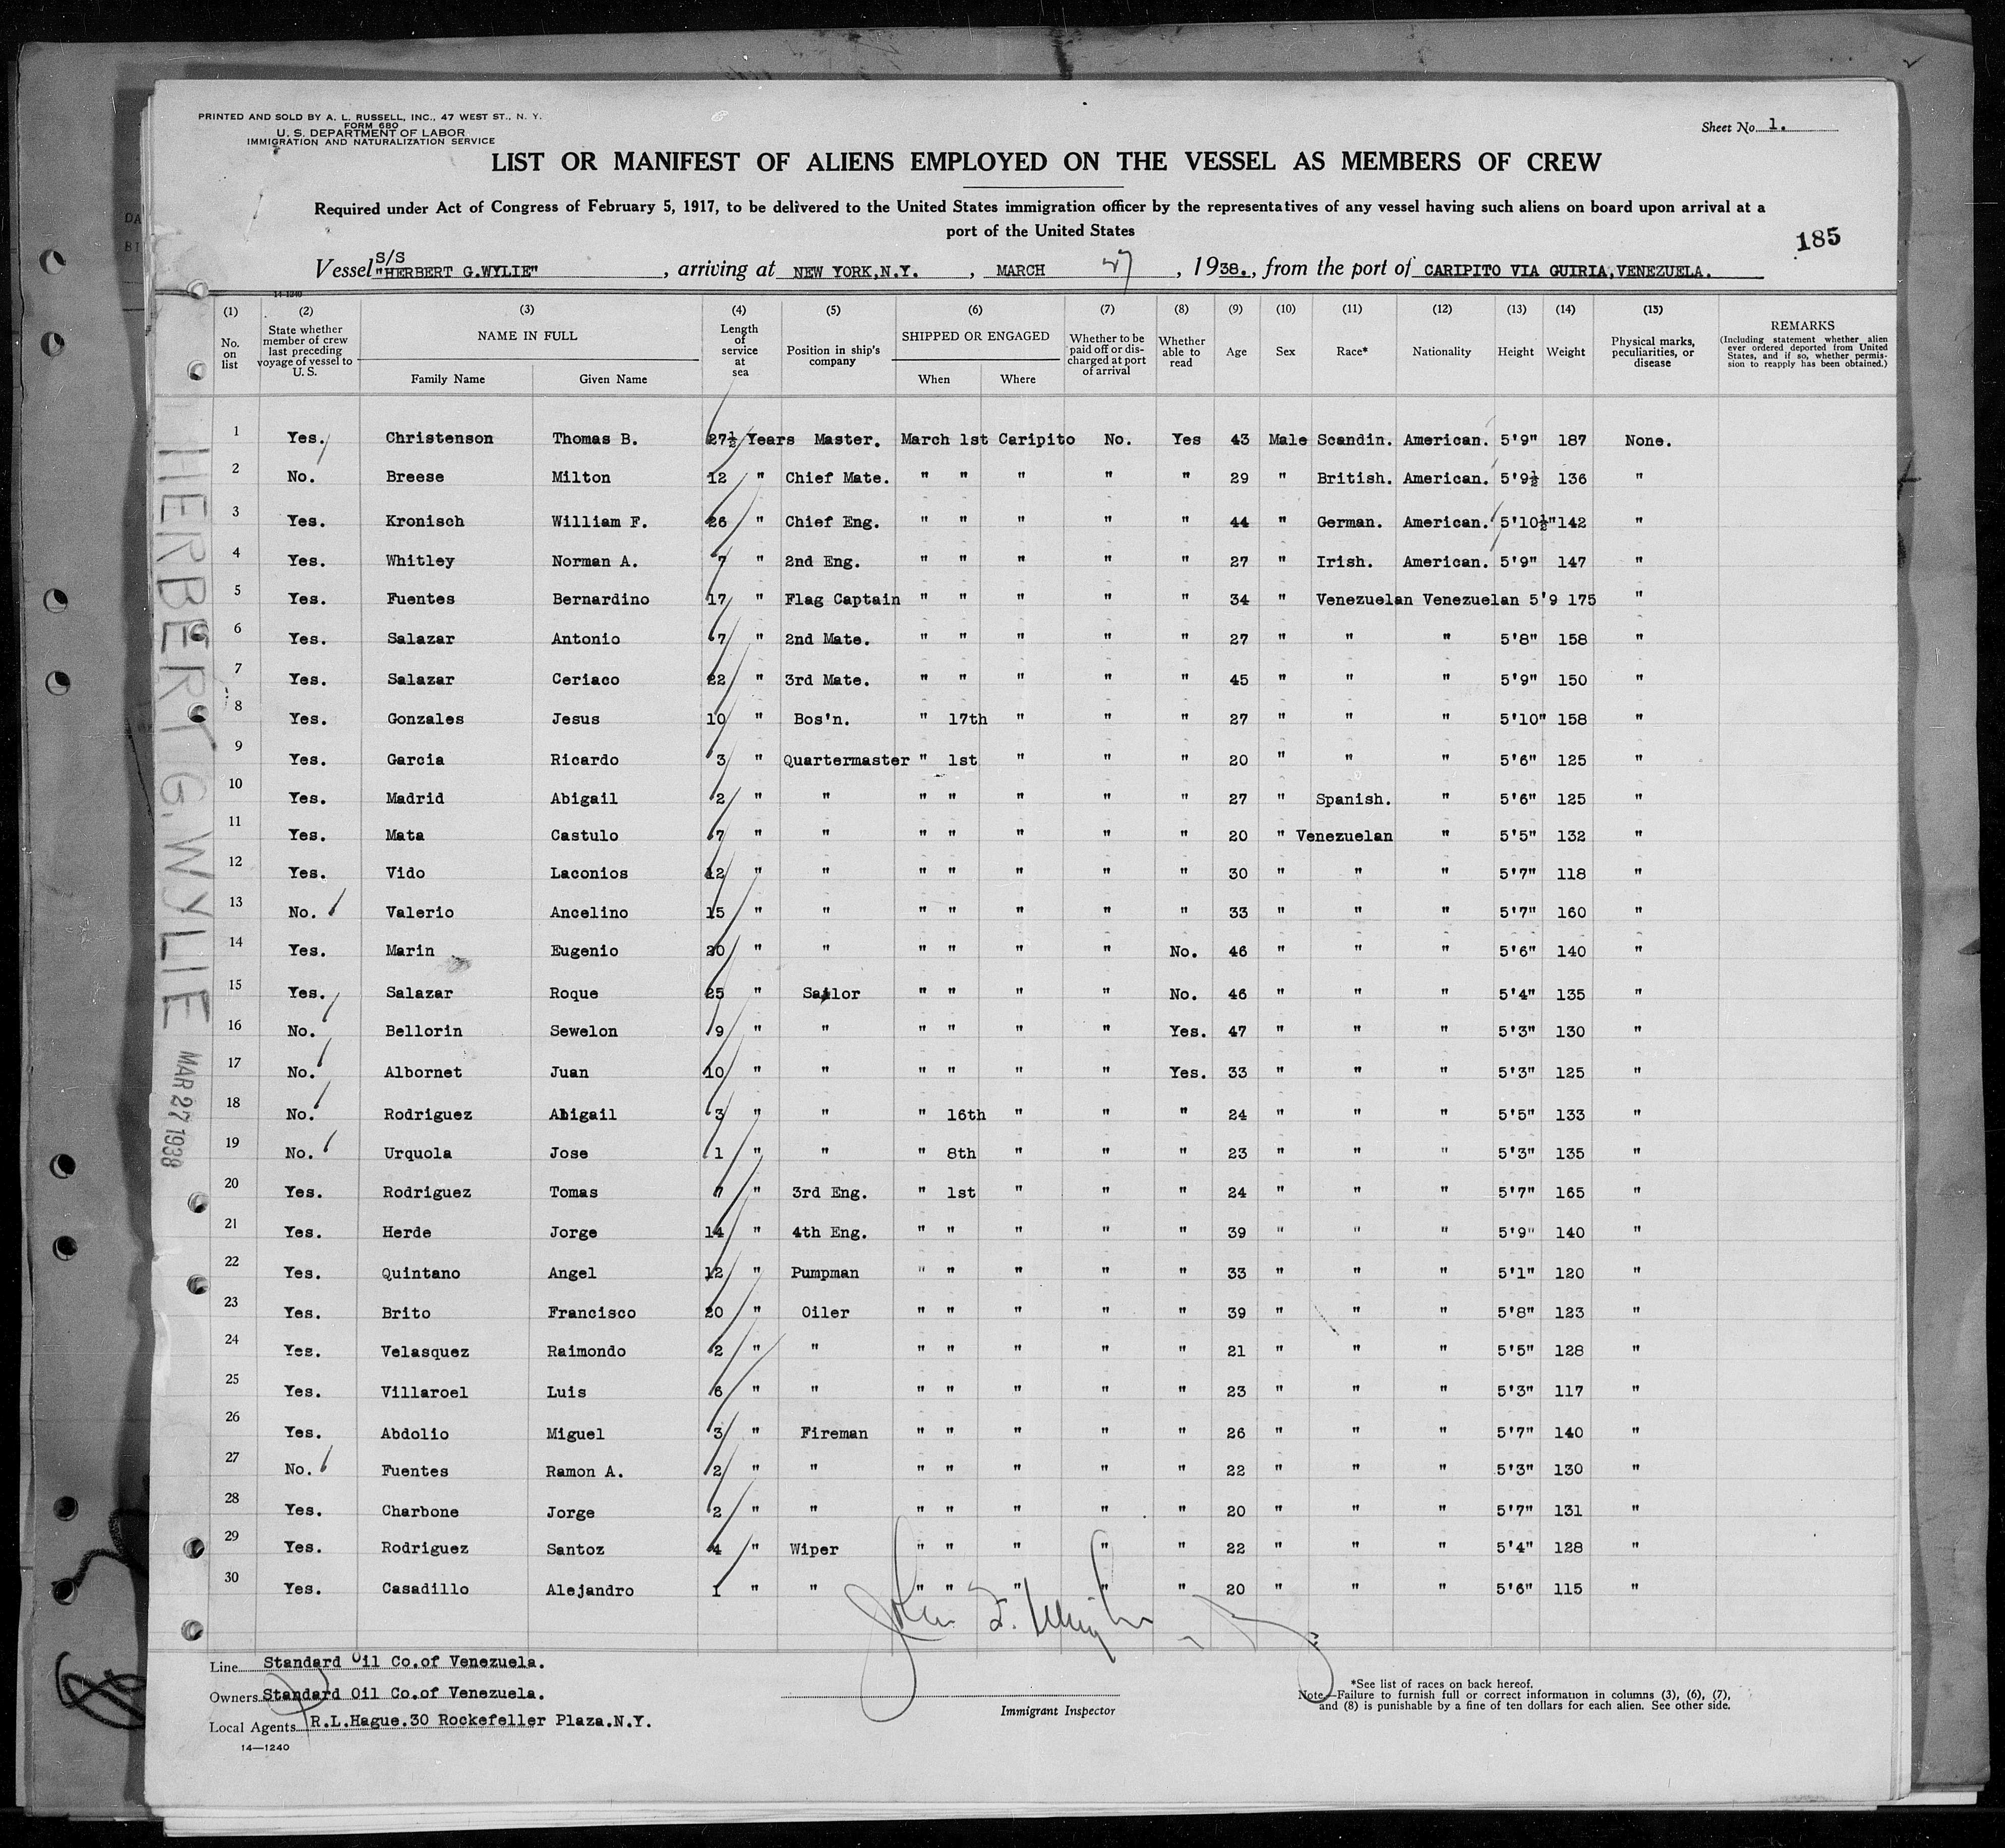 PRINTED AND SOLD BY A. L. RUSSELL, INC., 47 WEST ST., N. Y.
FORM 680
U. S. DEPARTMENT OF LABOR
IMMIGRATION AND NATURALIZATION SERVICE
Sheet No. 1.
LIST OR MANIFEST OF ALIENS EMPLOYED ON THE VESSEL AS MEMBERS OF CREW
Required under Act of Congress of February 5, 1917, to be delivered to the United States immigration officer by the representatives of any vessel having such aliens on board upon arrival at a
port of the United States
185
Vessel S/S "HERBERT G.WYLIE", arriving at NEW YORK,N.Y., MARCH 27, 1938., from the port of CARIPITO VIA GUIRIA,VENEZUELA.
14-1240
(1) No. on list (2) State whether member of crew last preceding voyage of vessel to U. S. (3) NAME IN FULL Family Name Given Name (4) Length of service at sea (5) Position in ship's company (6) SHIPPED OR ENGAGED When Where (7) Whether to be paid off or discharged at port of arrival (8) Whether able to read (9) Age (10) Sex (11) Race* (12) Nationality (13) Height (14) Weight (15) Physical marks, peculiarities, or disease REMARKS (Including statement whether alien ever ordered deported from United States, and if so, whether permission to reapply has been obtained.)
1 Yes. Christenson Thomas B. 27½ Years Master. March 1st Caripito No. Yes 43 Male Scandin. American. 5'9" 187 None.
2 No. Breese Milton 12 " Chief Mate. " " " " " 29 " British. American. 5'9½ 136 "
3 Yes. Kronisch William F. 26 " Chief Eng. " " " " " 44 " German. American. 5'10½" 142 "
4 Yes. Whitley Norman A. 7 " 2nd Eng. " " " " " 27 " Irish. American. 5'9" 147 "
5 Yes. Fuentes Bernardino 17 " Flag Captain " " " " " 34 " Venezuelan Venezuelan 5'9 175 "
6 Yes. Salazar Antonio 7 " 2nd Mate. " " " " " 27 " " " 5'8" 158 "
7 Yes. Salazar Ceriaco 22 " 3rd Mate. " " " " " 45 " " " 5'9" 150 "
8 Yes. Gonzales Jesus 10 " Bos'n. " 17th " " " 27 " " " 5'10" 158 "
9 Yes. Garcia Ricardo 3 " Quartermaster " 1st " " " 20 " " " 5'6" 125 "
10 Yes. Madrid Abigail 2 " " " " " " " 27 " Spanish. " 5'6" 125 "
11 Yes. Mata Castulo 7 " " " " " " " 20 " Venezuelan " 5'5" 132 "
12 Yes. Vido Laconios 12 " " " " " " " 30 " " " 5'7" 118 "
13 No. Valerio Ancelino 15 " " " " " " " 33 " " " 5'7" 160 "
14 Yes. Marin Eugenio 20 " " " " " " No. 46 " " " 5'6" 140 "
15 Yes. Salazar Roque 25 " Sailor " " " " No. 46 " " " 5'4" 135 "
16 No. Bellorin Sewelon 9 " " " " " " Yes. 47 " " " 5'3" 130 "
17 No. Albornet Juan 10 " " " " " " Yes. 33 " " " 5'3" 125 "
18 No. Rodriguez Abigail 3 " " " 16th " " " 24 " " " 5'5" 133 "
19 No. Urquola Jose 1 " " " 8th " " " 23 " " " 5'3" 135 "
20 Yes. Rodriguez Tomas 7 " 3rd Eng. " 1st " " " 24 " " " 5'7" 165 "
21 Yes. Herde Jorge 14 " 4th Eng. " " " " " 39 " " " 5'9" 140 "
22 Yes. Quintano Angel 12 " Pumpman " " " " " 33 " " " 5'1" 120 "
23 Yes. Brito Francisco 20 " Oiler " " " " " 39 " " " 5'8" 123 "
24 Yes. Velasquez Raimondo 2 " " " " " " " 21 " " " 5'5" 128 "
25 Yes. Villaroel Luis 6 " " " " " " " 23 " " " 5'3" 117 "
26 Yes. Abdolio Miguel 3 " Fireman " " " " " 26 " " " 5'7" 140 "
27 No. Fuentes Ramon A. 2 " " " " " " " 22 " " " 5'3" 130 "
28 Yes. Charbone Jorge 2 " " " " " " " 20 " " " 5'7" 131 "
29 Yes. Rodriguez Santoz 4 " Wiper " " " " " 22 " " " 5'4" 128 "
30 Yes. Casadillo Alejandro 1 " " " " " " " 20 " " " 5'6" 115 "
HERBERT G. WYLIE
MAR 27 1938
Line Standard Oil Co.of Venezuela.
Owners Standard Oil Co.of Venezuela.
Local Agents R.L.Hague.30 Rockefeller Plaza.N.Y.
14—1240
Immigrant Inspector
*See list of races on back hereof.
Note.—Failure to furnish full or correct information in columns (3), (6), (7),
and (8) is punishable by a fine of ten dollars for each alien. See other side.